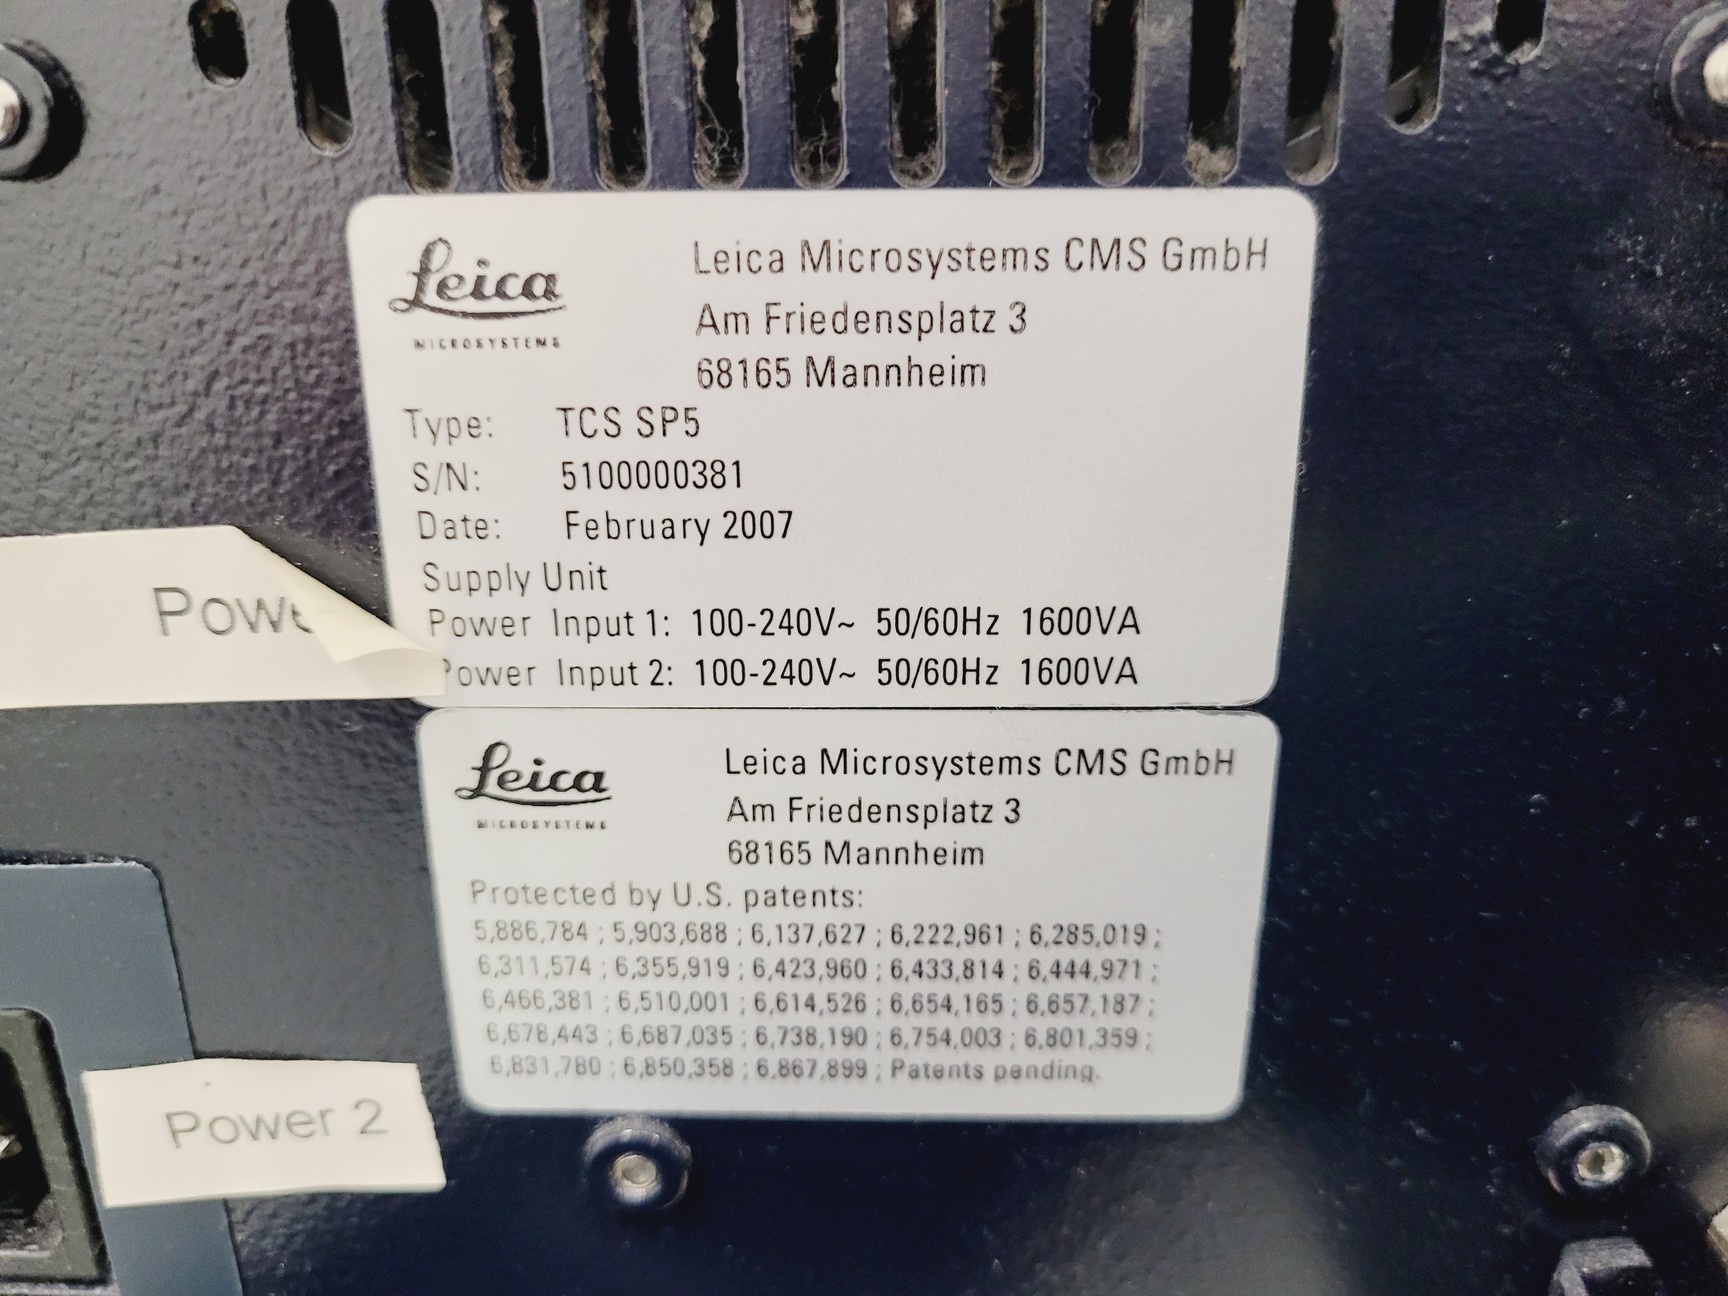 Leica
MICROSYSTEMS
Leica Microsystems CMS GmbH
Am Friedensplatz 3
68165 Mannheim
Type: TCS SP5
S/N: 5100000381
Date: February 2007
Supply Unit
Power Input 1: 100-240V~ 50/60Hz 1600VA
Power Input 2: 100-240V~ 50/60Hz 1600VA
Powe
Leica
MICROSYSTEMS
Leica Microsystems CMS GmbH
Am Friedensplatz 3
68165 Mannheim
Protected by U.S. patents:
5,886,784 ; 5,903,688 ; 6,137,627 ; 6,222,961 ; 6,285,019 ;
6,311,574 ; 6,355,919 ; 6,423,960 ; 6,433,814 ; 6,444,971 ;
6,466,381 ; 6,510,001 ; 6,614,526 ; 6,654,165 ; 6,657,187 ;
6,678,443 ; 6,687,035 ; 6,738,190 ; 6,754,003 ; 6,801,359 ;
6,831,780 ; 6,850,358 ; 6,867,899 ; Patents pending.
Power 2